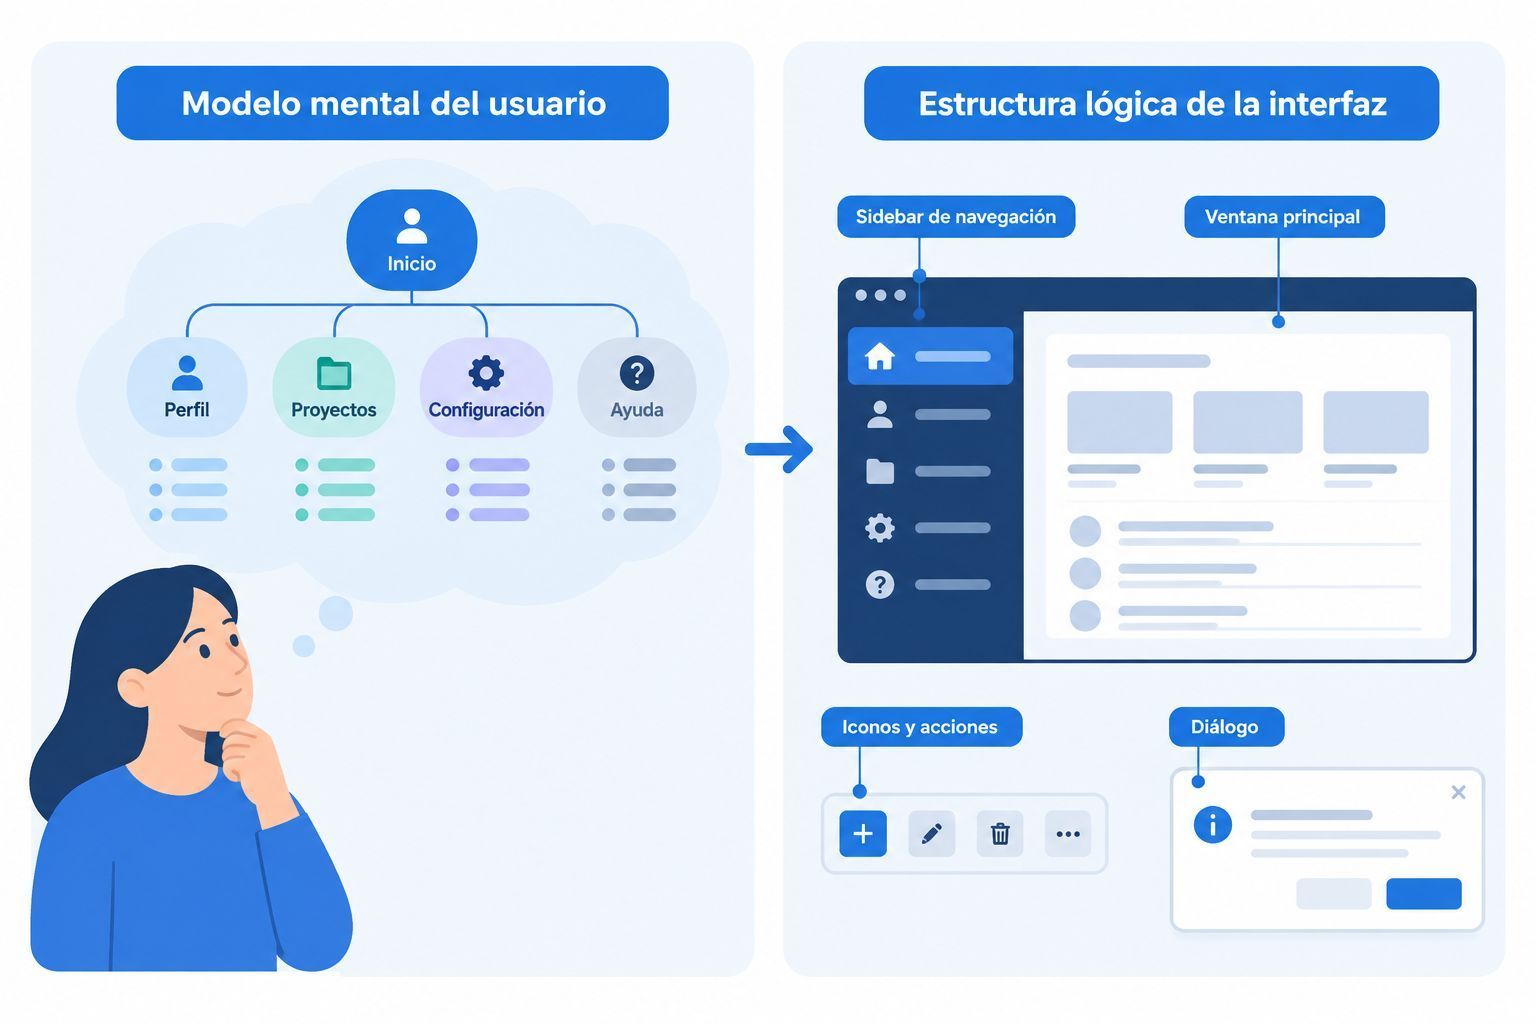 Modelo mental del usuario
Inicio
Perfil
Proyectos
Configuración
Ayuda
Estructura lógica de la interfaz
Sidebar de navegación
Ventana principal
Iconos y acciones
Diálogo